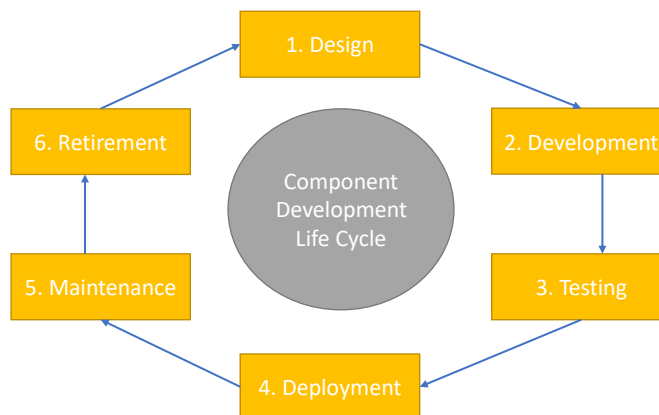 1. Design
2. Development
3. Testing
4. Deployment
5. Maintenance
6. Retirement
Component
Development
Life Cycle